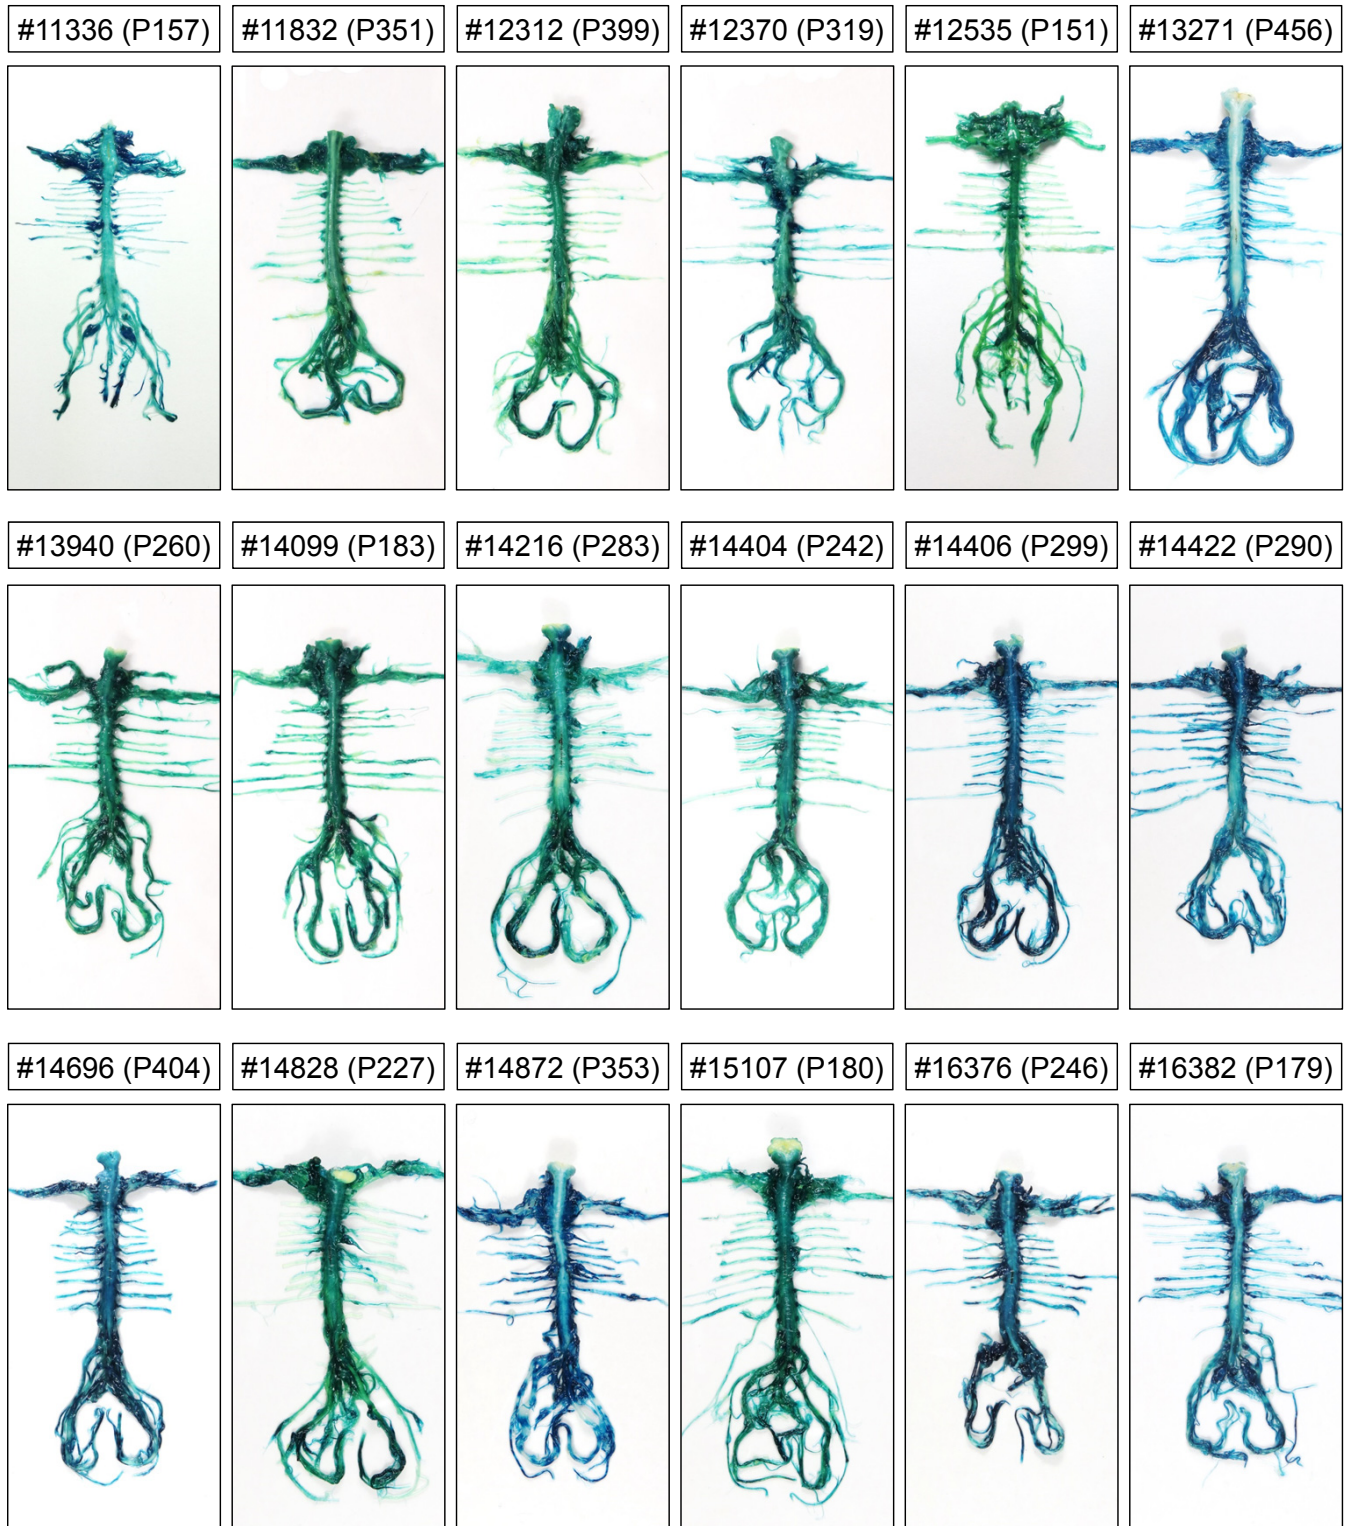 #11336 (P157)
#11832 (P351)
#12312 (P399)
#12370 (P319)
#12535 (P151)
#13271 (P456)
#13940 (P260)
#14099 (P183)
#14216 (P283)
#14404 (P242)
#14406 (P299)
#14422 (P290)
#14696 (P404)
#14828 (P227)
#14872 (P353)
#15107 (P180)
#16376 (P246)
#16382 (P179)